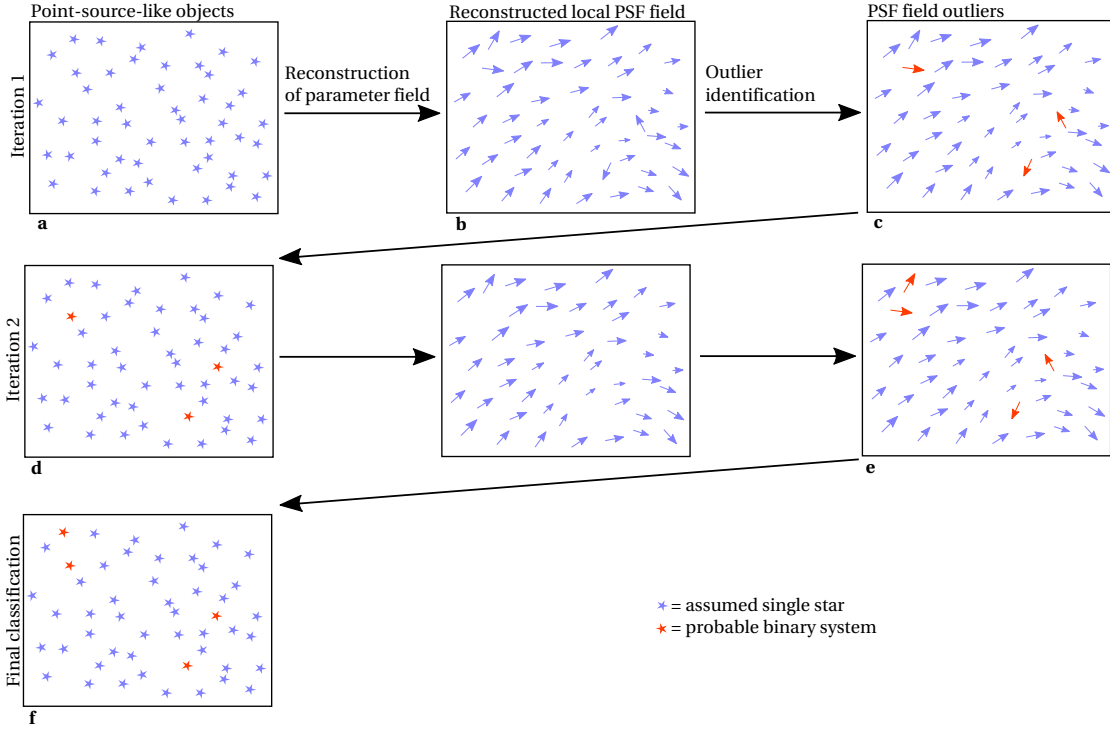 Point-source-like objects
Reconstructed local PSF field
PSF field outliers
Iteration 1
Reconstruction
of parameter field
Outlier
identification
a
b
c
Iteration 2
d
e
Final classification
= assumed single star
= probable binary system
f